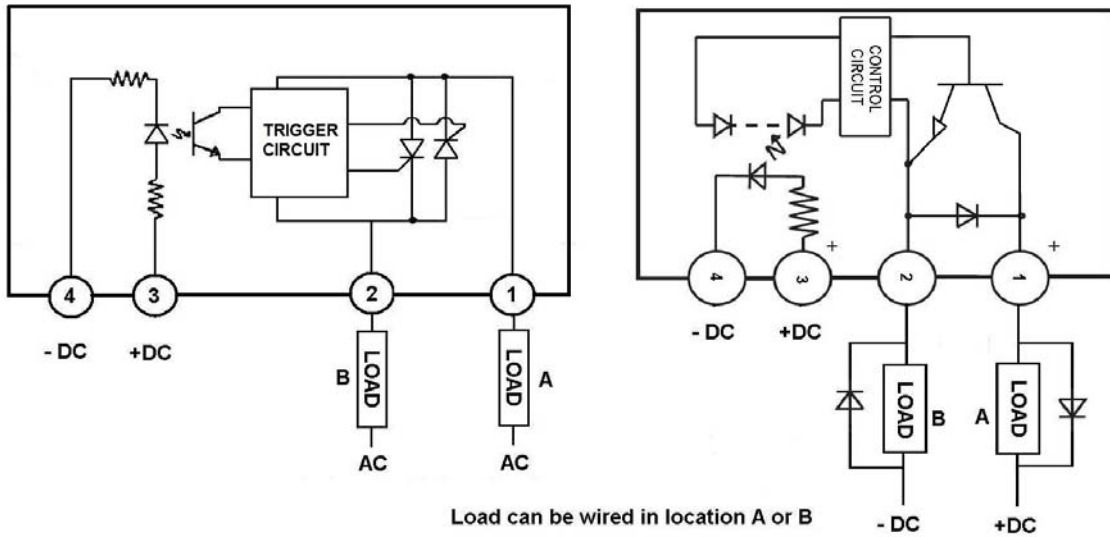 TRIGGER
CIRCUIT
4
3
2
1
- DC
+DC
B
LOAD
LOAD
A
AC
AC
CONTROL
CIRCUIT
+
+
4
3
2
1
- DC
+DC
LOAD
B
A
LOAD
- DC
+DC
Load can be wired in location A or B